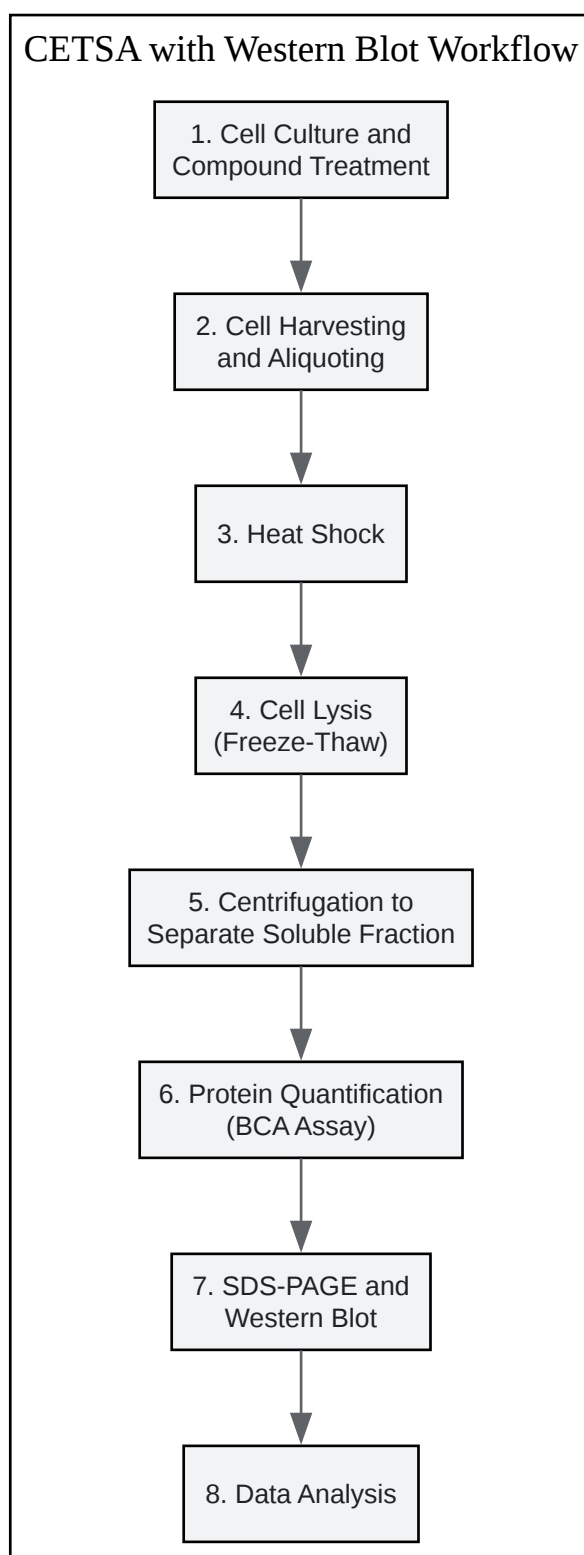 CETSA with Western Blot Workflow
1. Cell Culture and
Compound Treatment
2. Cell Harvesting
and Aliquoting
3. Heat Shock
4. Cell Lysis
(Freeze-Thaw)
5. Centrifugation to
Separate Soluble Fraction
6. Protein Quantification
(BCA Assay)
7. SDS-PAGE and
Western Blot
8. Data Analysis